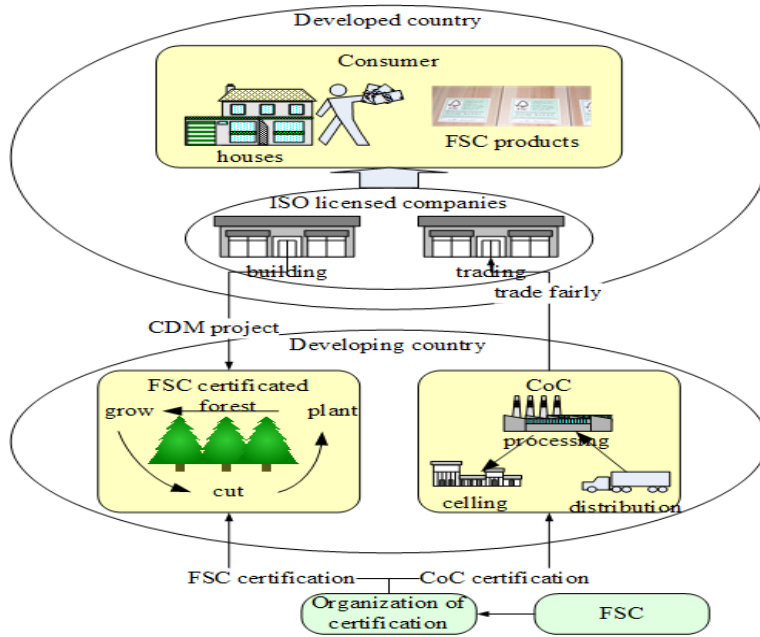 Developed country
Consumer
houses
FSC products
ISO licensed companies
building
trading
trade fairly
CDM project
Developing country
FSC certificated
forest
grow
plant
cut
CoC
processing
celling
distribution
FSC certification
CoC certification
Organization of
certification
FSC